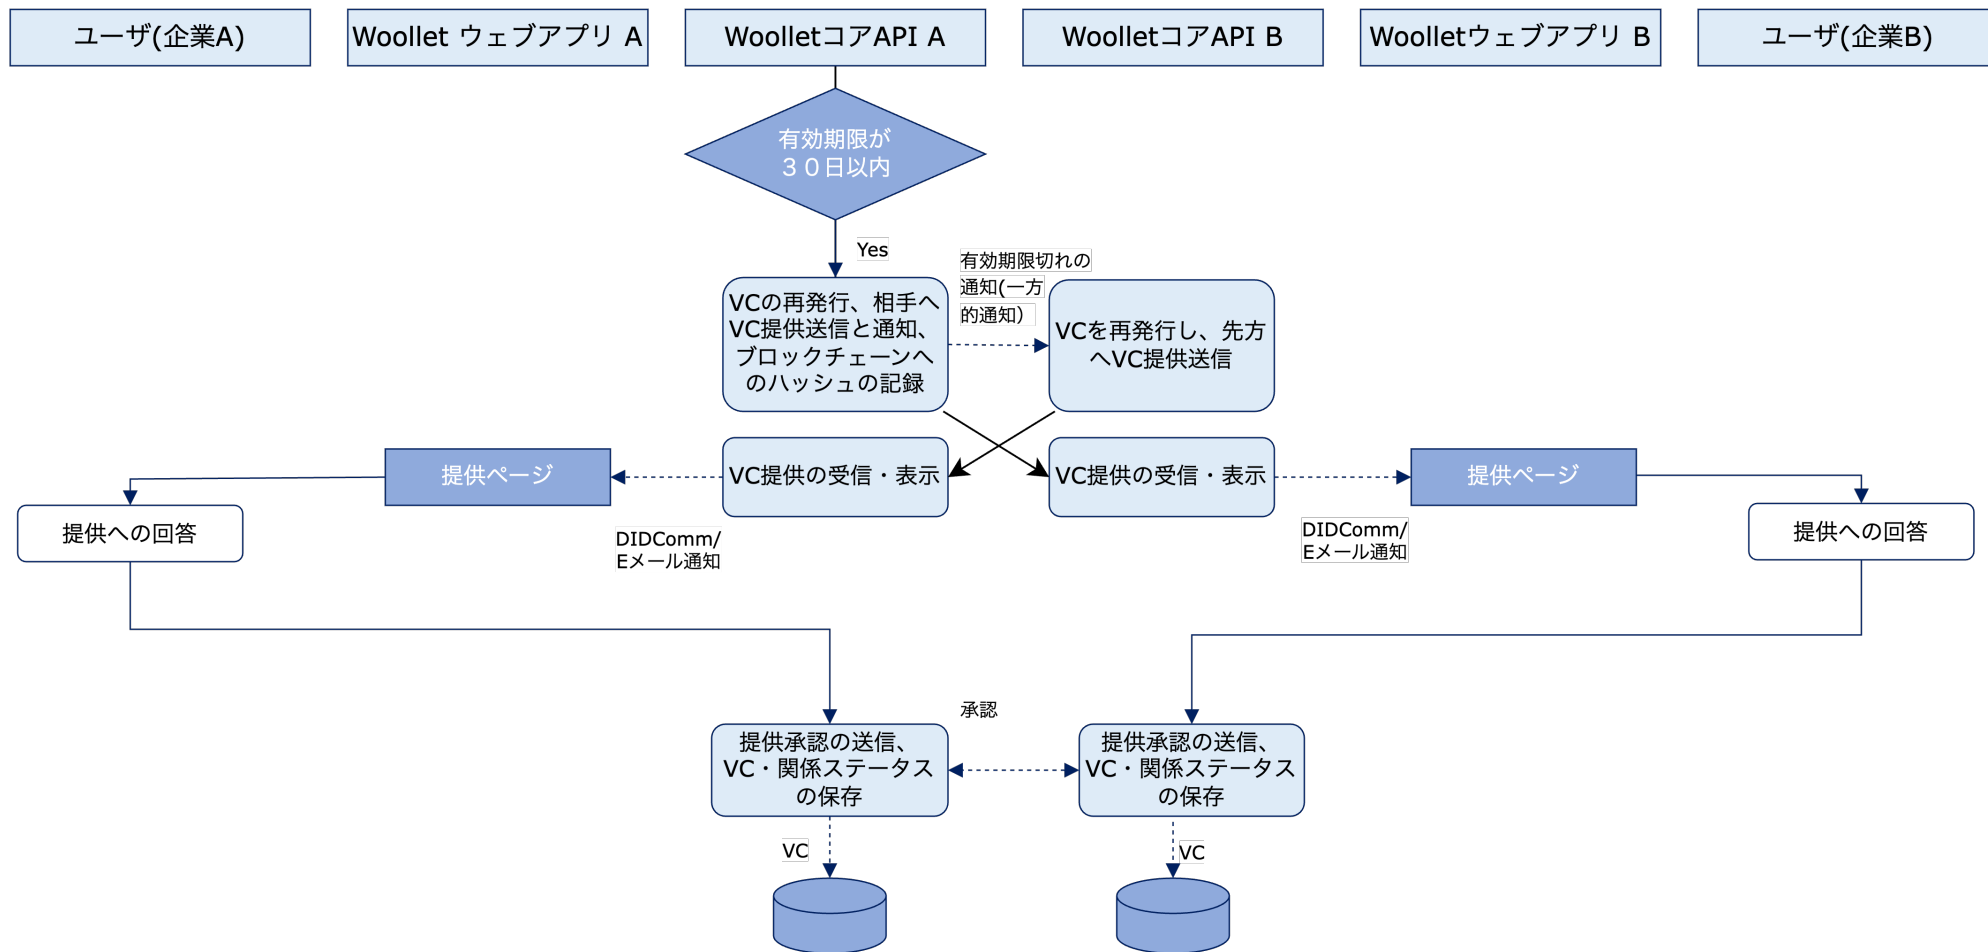 ユーザ(企業A)
Woollet ウェブアプリ A
WoolletコアAPI A
WoolletコアAPI B
Woolletウェブアプリ B
ユーザ(企業B)
有効期限が
３０日以内
Yes
有効期限切れの
通知(一方
的通知）
VCの再発行、相手へ
VC提供送信と通知、
ブロックチェーンへ
のハッシュの記録
VCを再発行し、先方
へVC提供送信
提供ページ
VC提供の受信・表示
VC提供の受信・表示
提供ページ
提供への回答
DIDComm/
Eメール通知
DIDComm/
Eメール通知
提供への回答
承認
提供承認の送信、
VC・関係ステータス
の保存
提供承認の送信、
VC・関係ステータス
の保存
VC
VC